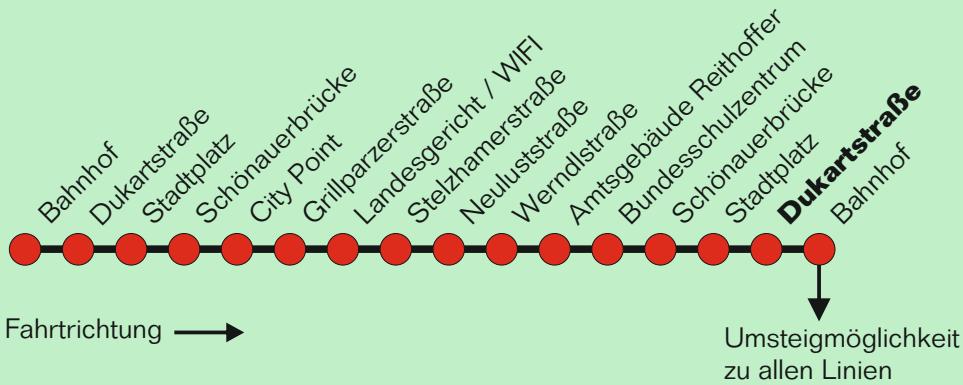 Bahnhof
Dukartstraße
Stadtplatz
Schönauerbrücke
City Point
Grillparzerstraße
Landesgericht / WIFI
Stelzhamerstraße
Neuluststraße
Werndlstraße
Amtsgebäude Reithoffer
Bundesschulzentrum
Schönauerbrücke
Stadtplatz
Dukartstraße
Bahnhof
Fahrtrichtung
Umsteigmöglichkeit
zu allen Linien